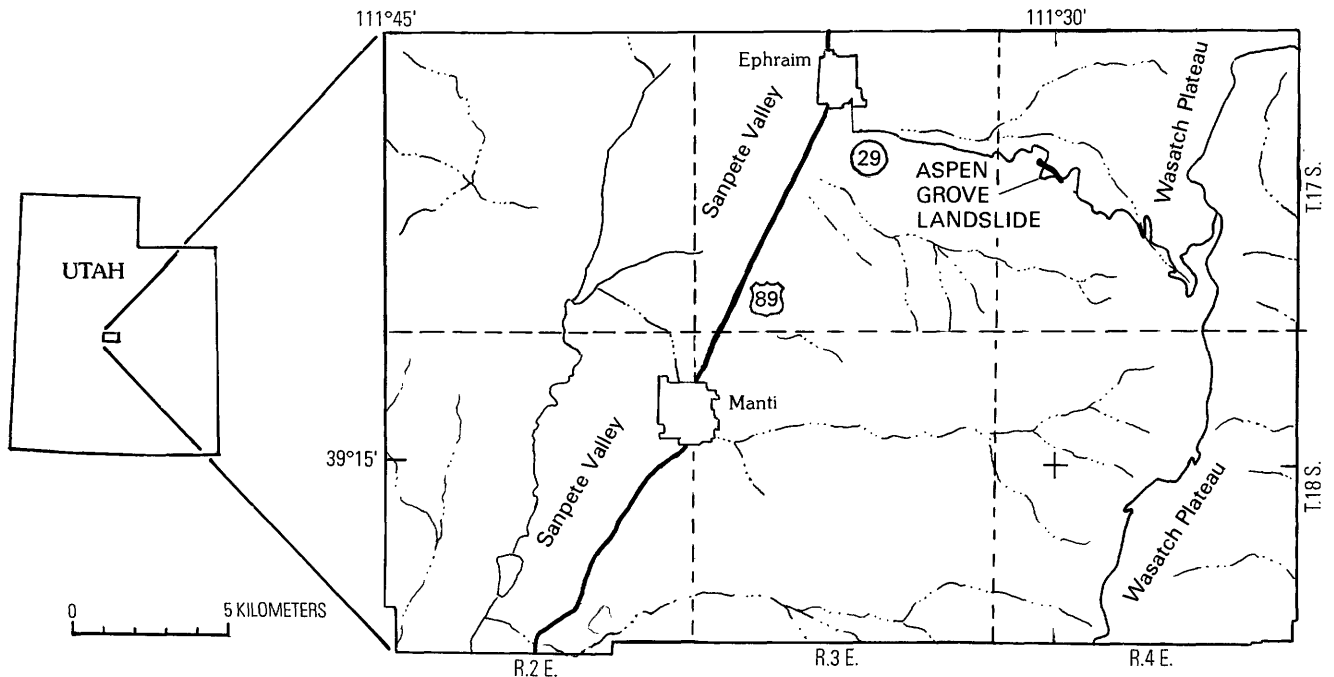 111°45'
111°30'
Ephraim
Sanpete Valley
Wasatch Plateau
29
ASPEN
GROVE
LANDSLIDE
T.17 S.
UTAH
89
Manti
39°15'
Sanpete Valley
Wasatch Plateau
T.18 S.
0
5 KILOMETERS
R.2 E.
R.3 E.
R.4 E.